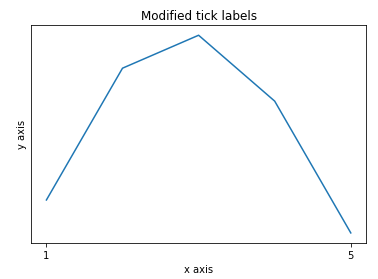 Modified tick labels
y axis
1 5
x axis